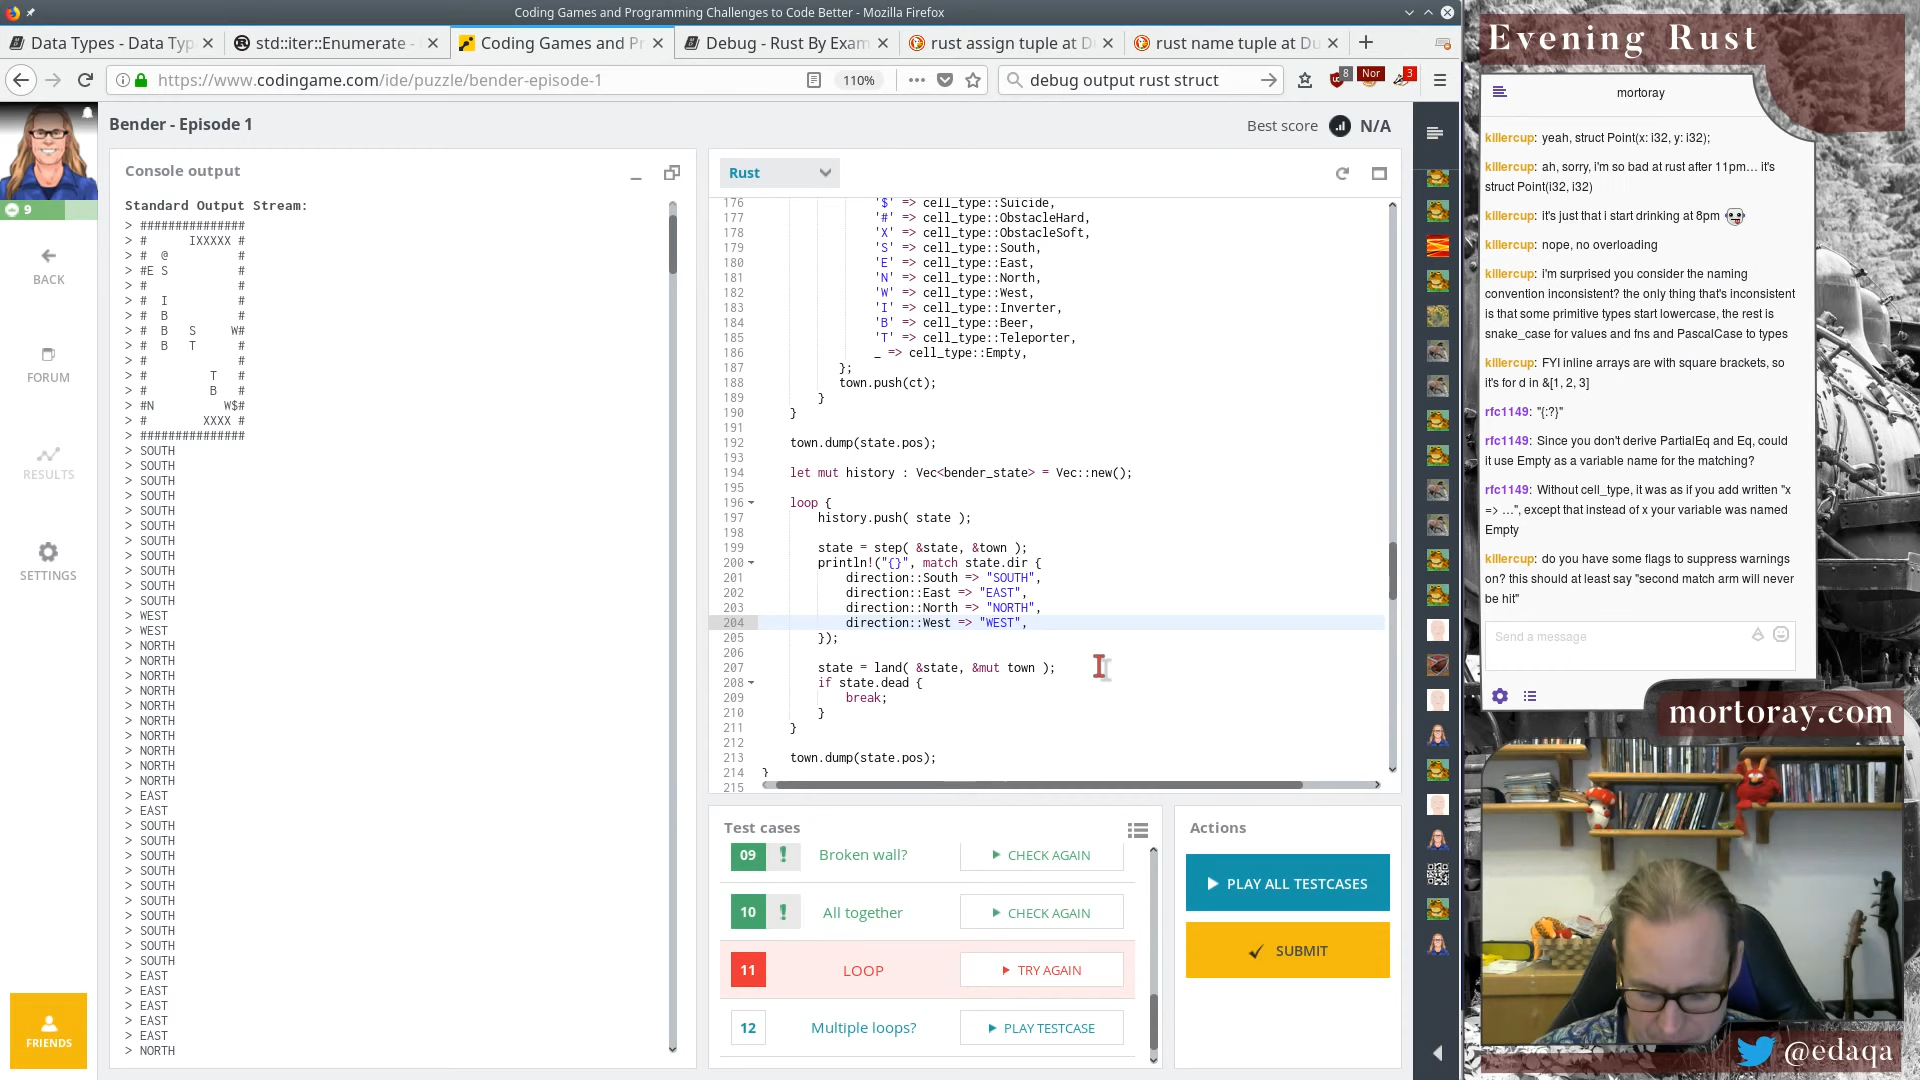 Coding Games and Programming Challenges to Code Better - Mozilla Firefox
Data Types - Data Typ
std::iter::Enumerate -
Coding Games and Pr
Debug - Rust By Exam
rust assign tuple at D
rust name tuple at Du
https://www.codingame.com/ide/puzzle/bender-episode-1
110%
debug output rust struct
8
Nor
3
Bender - Episode 1
Best score
N/A
9
BACK
FORUM
RESULTS
SETTINGS
FRIENDS
Console output
Standard Output Stream:
> ###############
> #      IXXXXX #
> #  @          #
> #E S          #
> #             #
> #  I          #
> #  B          #
> #  B   S     W#
> #  B   T      #
> #             #
> #         T   #
> #         B   #
> #N          W$#
> #        XXXX #
> ###############
> SOUTH
> SOUTH
> SOUTH
> SOUTH
> SOUTH
> SOUTH
> SOUTH
> SOUTH
> SOUTH
> SOUTH
> SOUTH
> WEST
> WEST
> NORTH
> NORTH
> NORTH
> NORTH
> NORTH
> NORTH
> NORTH
> NORTH
> NORTH
> NORTH
> EAST
> EAST
> SOUTH
> SOUTH
> SOUTH
> SOUTH
> SOUTH
> SOUTH
> SOUTH
> SOUTH
> SOUTH
> SOUTH
> EAST
> EAST
> EAST
> EAST
> EAST
> NORTH
Rust
176 '$' => cell_type::Suicide,
177 '#' => cell_type::ObstacleHard,
178 'X' => cell_type::ObstacleSoft,
179 'S' => cell_type::South,
180 'E' => cell_type::East,
181 'N' => cell_type::North,
182 'W' => cell_type::West,
183 'I' => cell_type::Inverter,
184 'B' => cell_type::Beer,
185 'T' => cell_type::Teleporter,
186 _ => cell_type::Empty,
187 };
188 town.push(ct);
189 }
190 }
191
192 town.dump(state.pos);
193
194 let mut history : Vec<bender_state> = Vec::new();
195
196 loop {
197 history.push( state );
198
199 state = step( &state, &town );
200 println!("{}", match state.dir {
201 direction::South => "SOUTH",
202 direction::East => "EAST",
203 direction::North => "NORTH",
204 direction::West => "WEST",
205 });
206
207 state = land( &state, &mut town );
208 if state.dead {
209 break;
210 }
211 }
212
213 town.dump(state.pos);
214 }
215
Test cases
09 ! Broken wall? CHECK AGAIN
10 ! All together CHECK AGAIN
11 LOOP TRY AGAIN
12 Multiple loops? PLAY TESTCASE
Actions
PLAY ALL TESTCASES
SUBMIT
Evening Rust
mortoray
killercup: yeah, struct Point(x: i32, y: i32);
killercup: ah, sorry, i'm so bad at rust after 11pm… it's
struct Point(i32, i32)
killercup: it's just that i start drinking at 8pm
killercup: nope, no overloading
killercup: i'm surprised you consider the naming
convention inconsistent? the only thing that's inconsistent
is that some primitive types start lowercase, the rest is
snake_case for values and fns and PascalCase to types
killercup: FYI inline arrays are with square brackets, so
it's for d in &[1, 2, 3]
rfc1149: "{:?}"
rfc1149: Since you don't derive PartialEq and Eq, could
it use Empty as a variable name for the matching?
rfc1149: Without cell_type, it was as if you add written "x
=> …", except that instead of x your variable was named
Empty
killercup: do you have some flags to suppress warnings
on? this should at least say "second match arm will never
be hit"
Send a message
mortoray.com
@edaqa